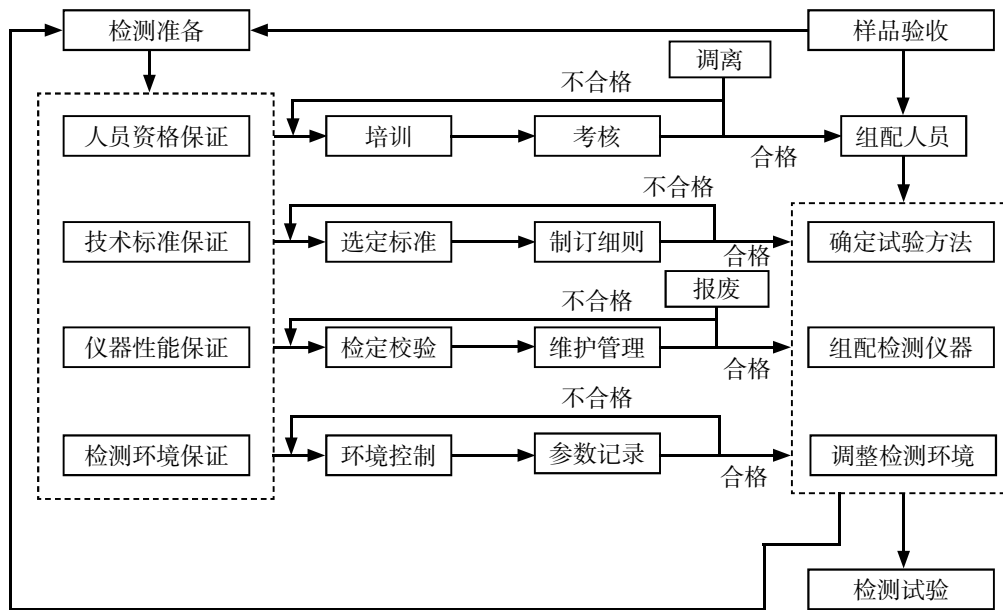 检测准备
样品验收
调离
不合格
人员资格保证
培训
考核
合格
组配人员
不合格
技术标准保证
选定标准
制订细则
合格
确定试验方法
报废
不合格
仪器性能保证
检定校验
维护管理
合格
组配检测仪器
不合格
检测环境保证
环境控制
参数记录
合格
调整检测环境
检测试验